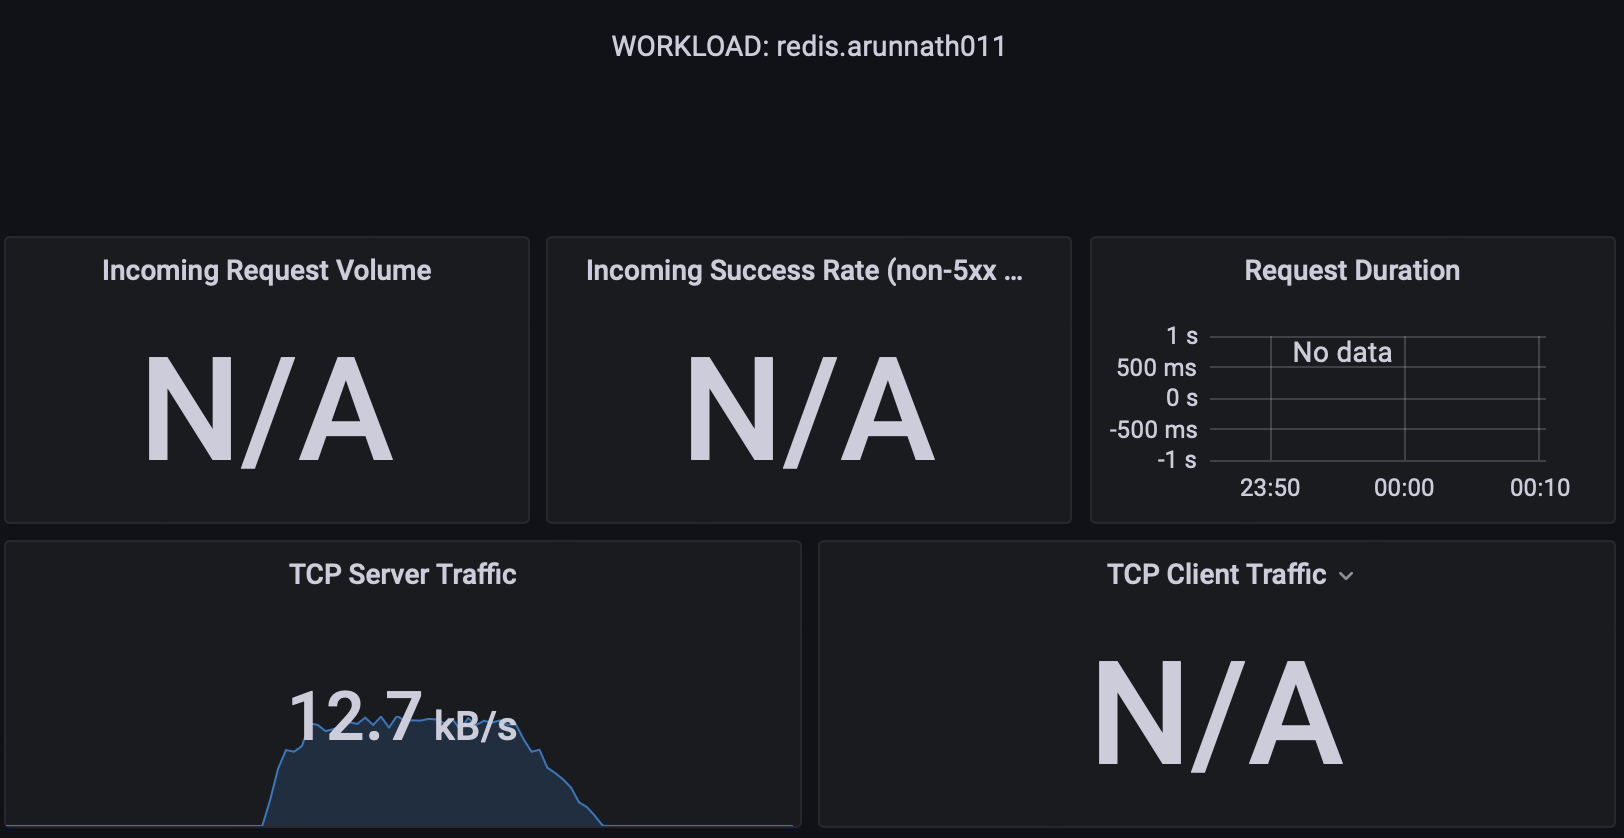 WORKLOAD: redis.arunnath011
Incoming Request Volume
N/A
Incoming Success Rate (non-5xx ...
N/A
Request Duration
1 s
500 ms
0 s
-500 ms
-1 s
No data
23:50 00:00 00:10
TCP Server Traffic
12.7 kB/s
TCP Client Traffic
N/A